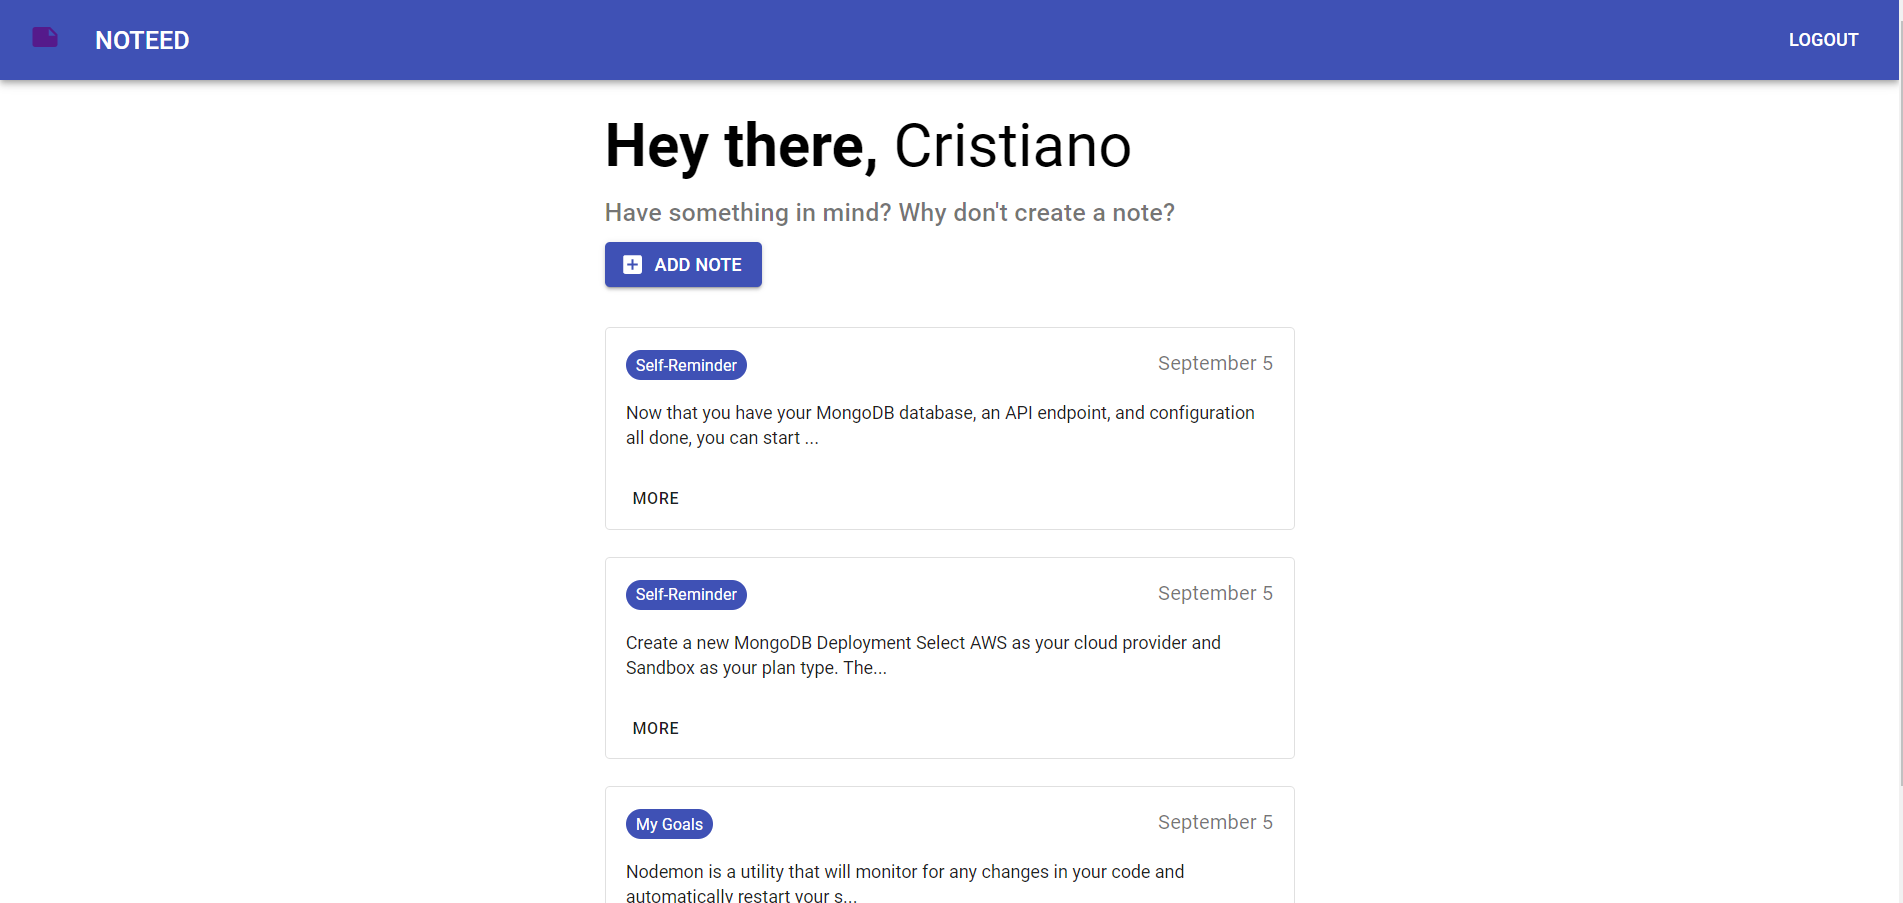 NOTEED
LOGOUT
Hey there, Cristiano
Have something in mind? Why don't create a note?
ADD NOTE
Self-Reminder
September 5
Now that you have your MongoDB database, an API endpoint, and configuration
all done, you can start ...
MORE
Self-Reminder
September 5
Create a new MongoDB Deployment Select AWS as your cloud provider and
Sandbox as your plan type. The...
MORE
My Goals
September 5
Nodemon is a utility that will monitor for any changes in your code and
automatically restart your s...